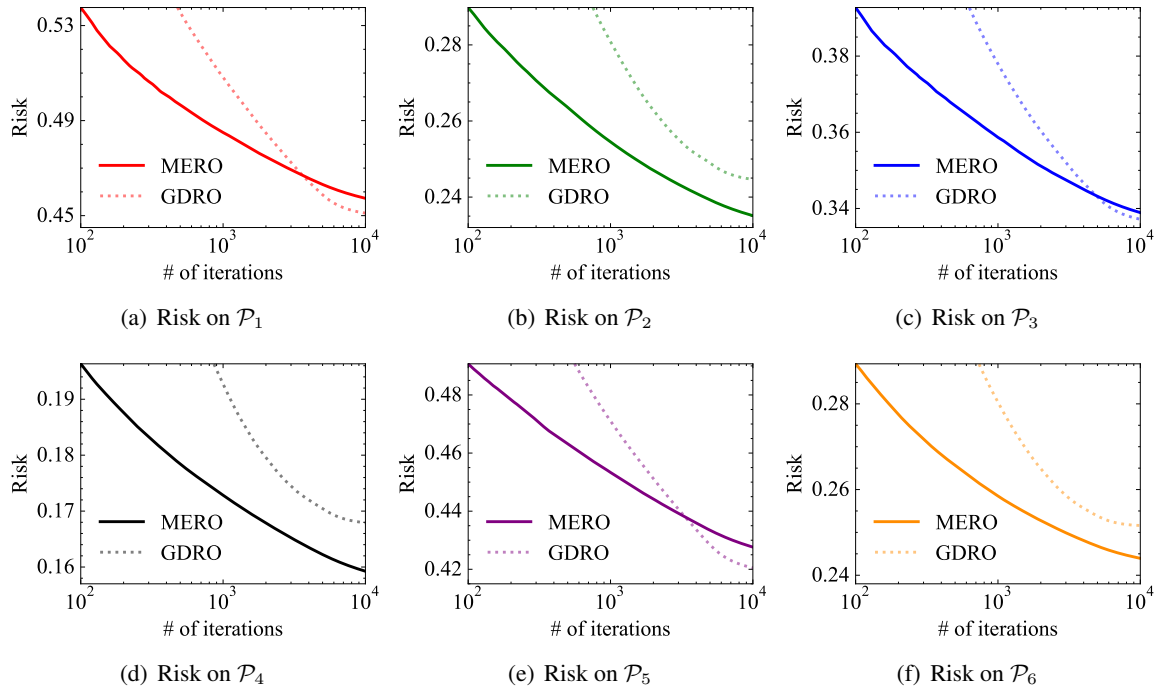 0.53
0.49
0.45
Risk
MERO
GDRO
10^2
10^3
10^4
# of iterations
(a) Risk on 𝒫₁
0.28
0.26
0.24
Risk
MERO
GDRO
10^2
10^3
10^4
# of iterations
(b) Risk on 𝒫₂
0.38
0.36
0.34
Risk
MERO
GDRO
10^2
10^3
10^4
# of iterations
(c) Risk on 𝒫₃
0.19
0.18
0.17
0.16
Risk
MERO
GDRO
10^2
10^3
10^4
# of iterations
(d) Risk on 𝒫₄
0.48
0.46
0.44
0.42
Risk
MERO
GDRO
10^2
10^3
10^4
# of iterations
(e) Risk on 𝒫₅
0.28
0.26
0.24
Risk
MERO
GDRO
10^2
10^3
10^4
# of iterations
(f) Risk on 𝒫₆